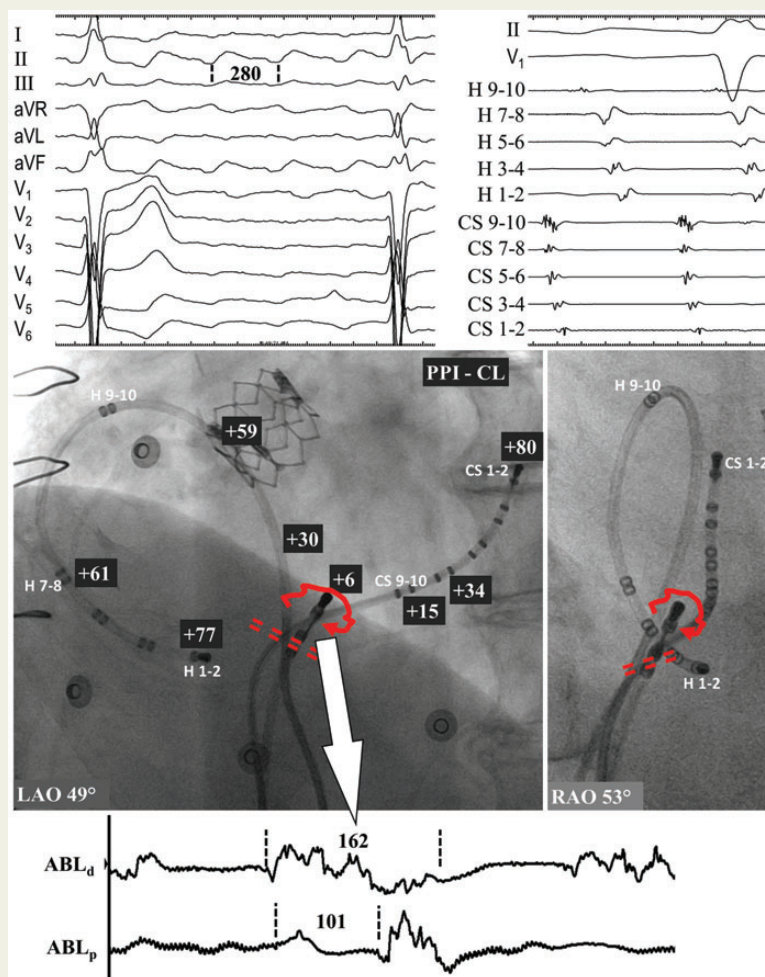 I
II
III
aVR
aVL
aVF
V1
V2
V3
V4
V5
V6
280
II
V1
H 9-10
H 7-8
H 5-6
H 3-4
H 1-2
CS 9-10
CS 7-8
CS 5-6
CS 3-4
CS 1-2
PPI - CL
H 9-10
+59
+80
CS 1-2
+30
+6
H 7-8
+61
CS 9-10
+34
+15
+77
H 1-2
LAO 49°
H 9-10
CS 1-2
H 1-2
RAO 53°
162
ABLd
101
ABLp